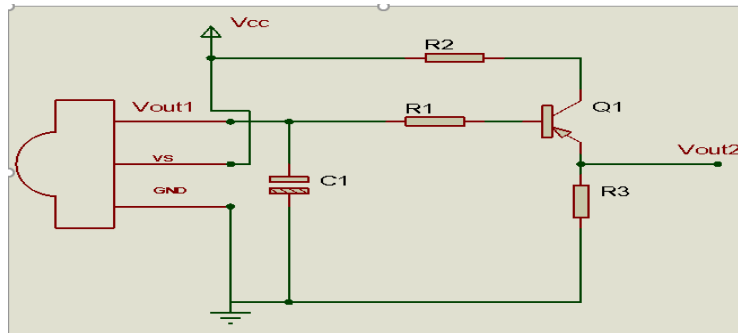 Vcc
R2
Vout1
R1
Q1
VS
Vout2
GND
C1
R3